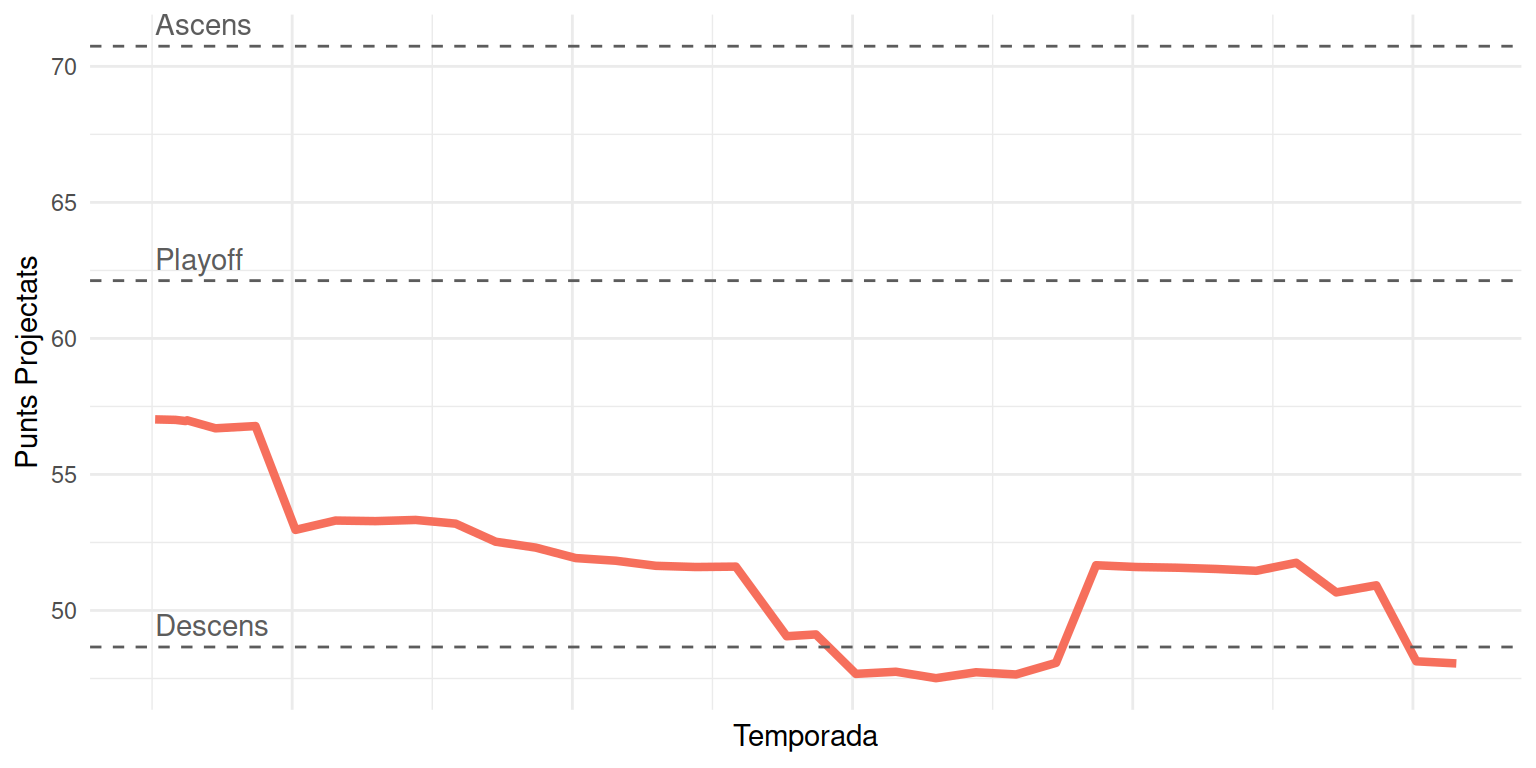 Ascens
70
65
Playoff
60
55
50
Descens
Punts Projectats
Temporada